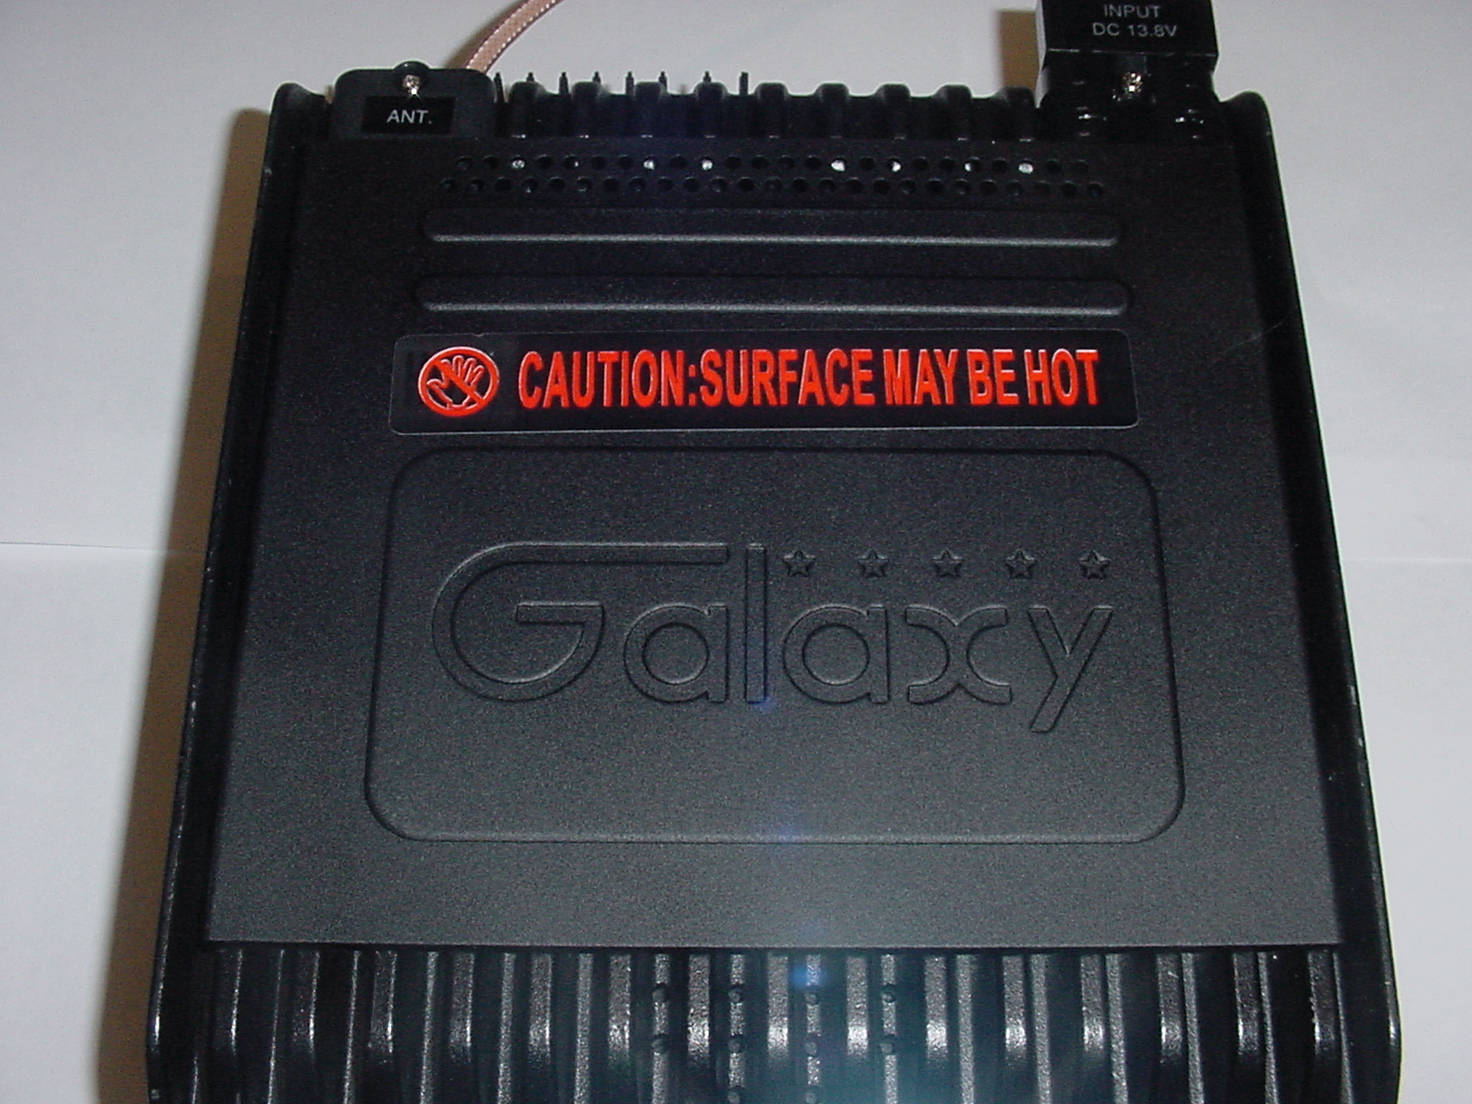 INPUT
DC 13.8V
ANT.
CAUTION:SURFACE MAY BE HOT
Galaxy